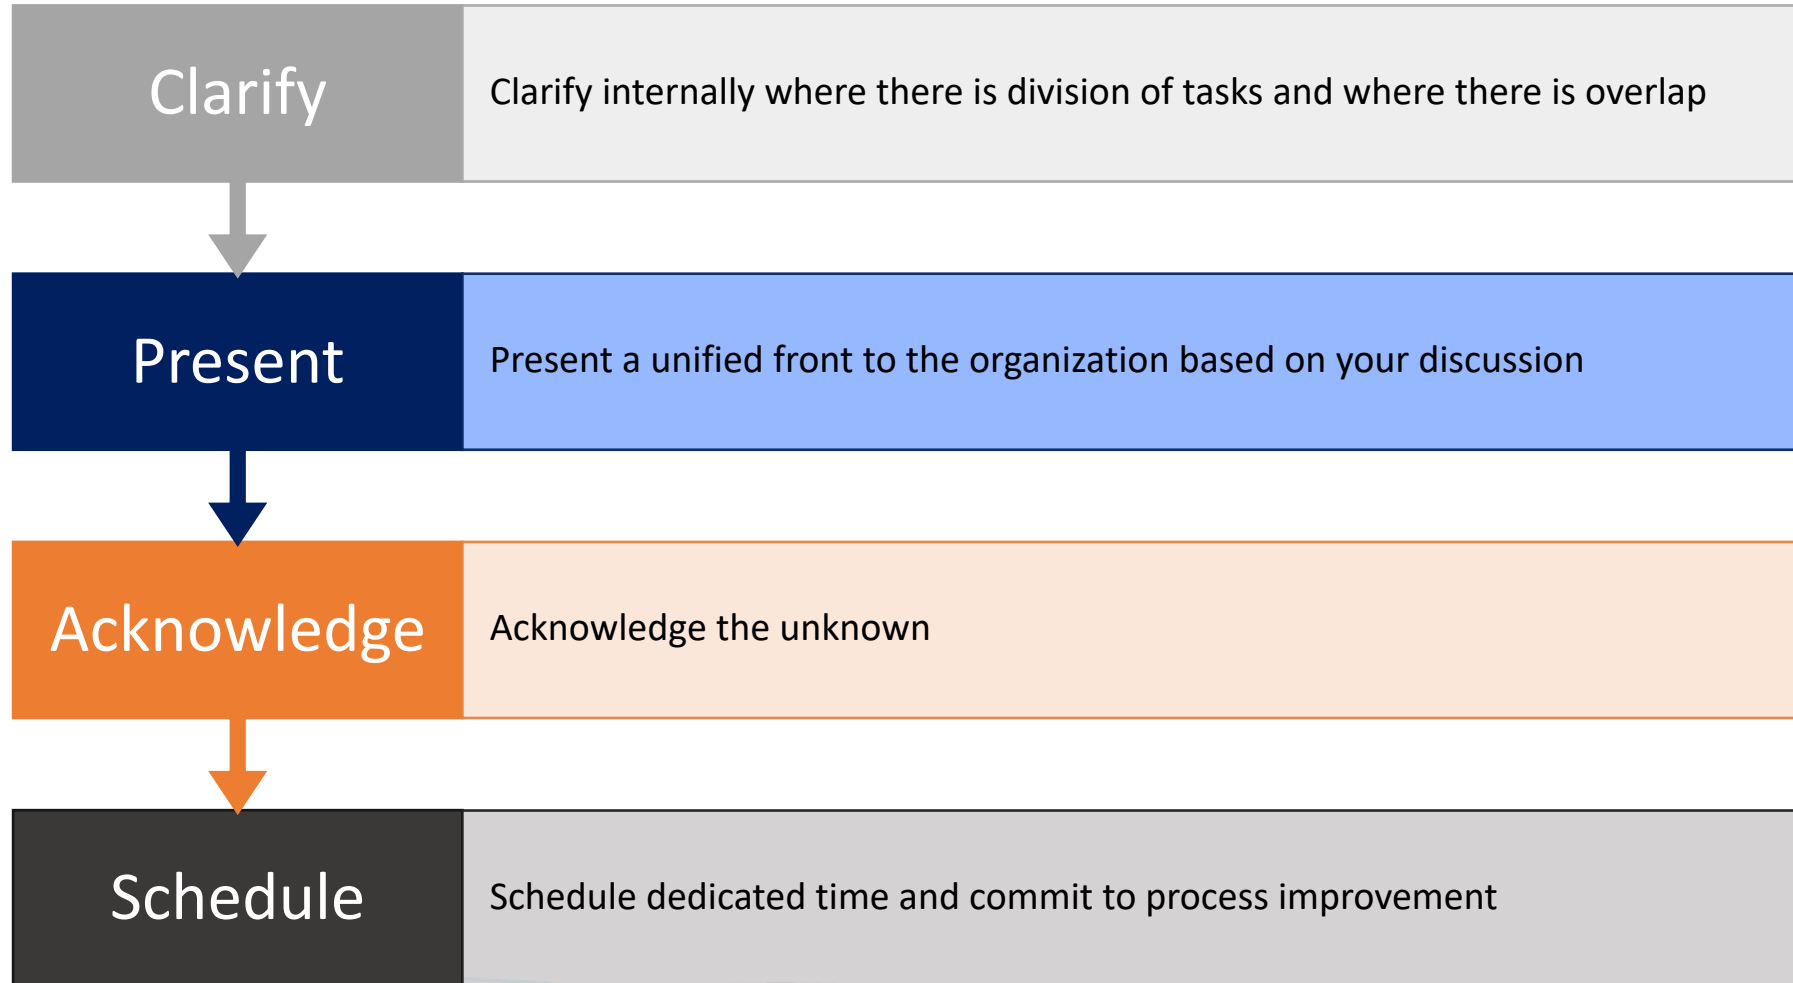 Clarify
Clarify internally where there is division of tasks and where there is overlap
Present
Present a unified front to the organization based on your discussion
Acknowledge
Acknowledge the unknown
Schedule
Schedule dedicated time and commit to process improvement